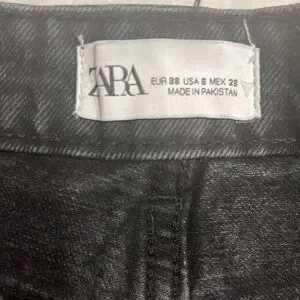 ZARA
EUR 38 USA 6 MEX 28
MADE IN PAKISTAN